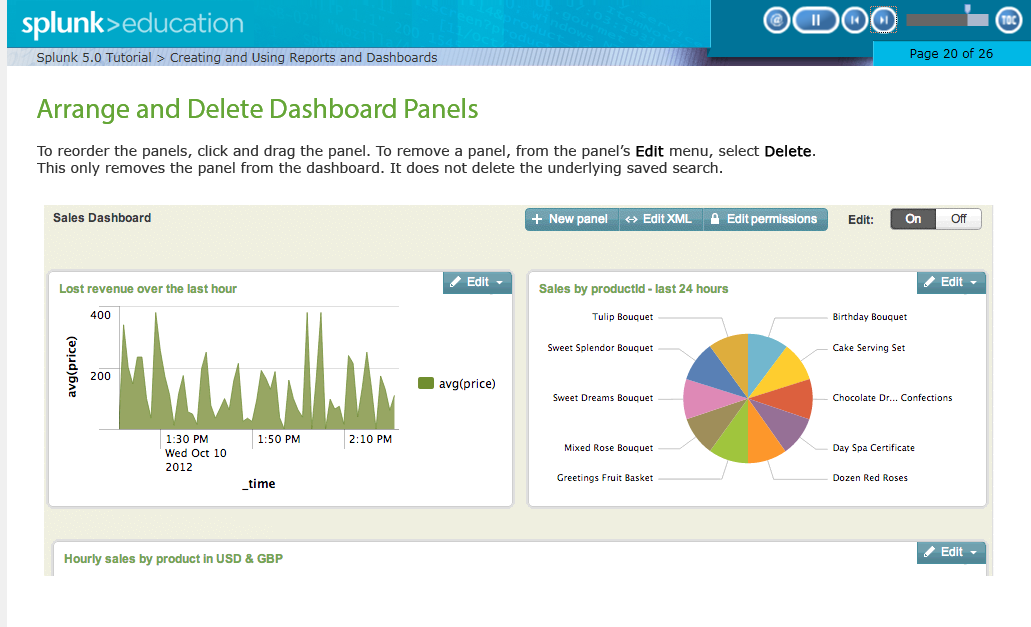 splunk>education
@
TOC
Splunk 5.0 Tutorial > Creating and Using Reports and Dashboards
Page 20 of 26
Arrange and Delete Dashboard Panels
To reorder the panels, click and drag the panel. To remove a panel, from the panel's Edit menu, select Delete.
This only removes the panel from the dashboard. It does not delete the underlying saved search.
Sales Dashboard
+ New panel
Edit XML
Edit permissions
Edit:
On
Off
Lost revenue over the last hour
Edit
400
200
avg(price)
avg(price)
1:30 PM
1:50 PM
2:10 PM
Wed Oct 10
2012
_time
Sales by productId - last 24 hours
Edit
Tulip Bouquet
Birthday Bouquet
Sweet Splendor Bouquet
Cake Serving Set
Sweet Dreams Bouquet
Chocolate Dr... Confections
Mixed Rose Bouquet
Day Spa Certificate
Greetings Fruit Basket
Dozen Red Roses
Hourly sales by product in USD & GBP
Edit